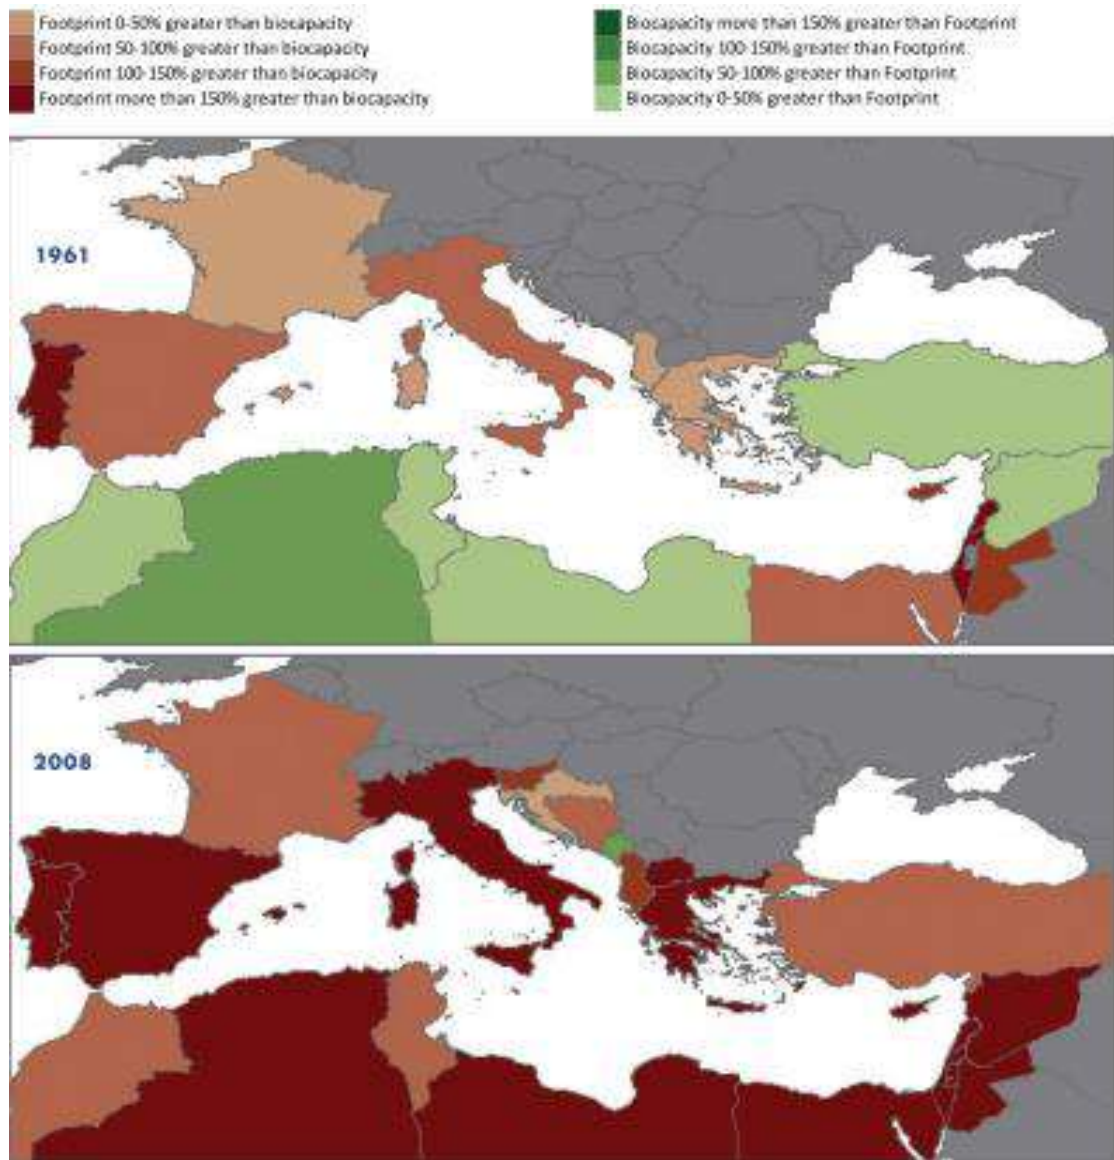 Footprint 0-50% greater than biocapacity
Footprint 50-100% greater than biocapacity
Footprint 100-150% greater than biocapacity
Footprint more than 150% greater than biocapacity
Biocapacity more than 150% greater than Footprint
Biocapacity 100-150% greater than Footprint
Biocapacity 50-100% greater than Footprint
Biocapacity 0-50% greater than Footprint
1961
2008